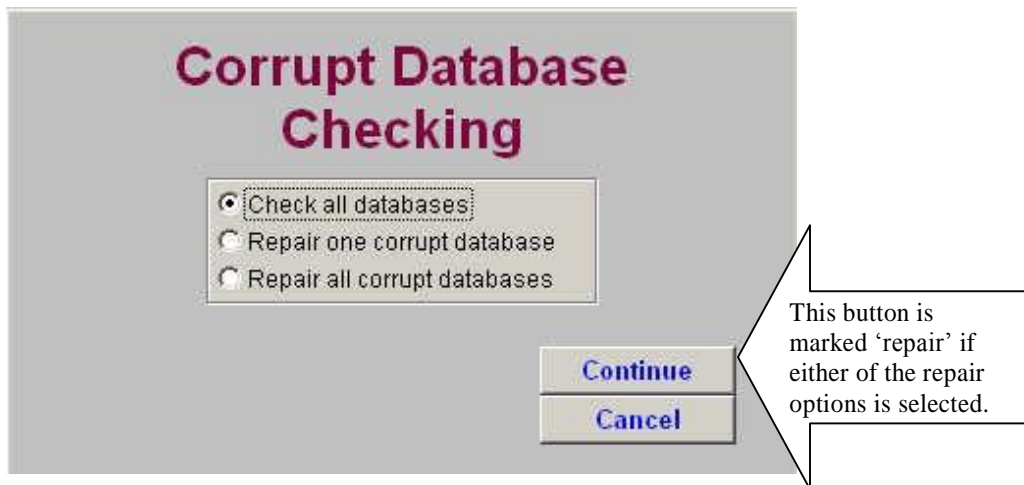 Corrupt Database
Checking
Check all databases
Repair one corrupt database
Repair all corrupt databases
Continue
Cancel
This button is
marked ‘repair’ if
either of the repair
options is selected.